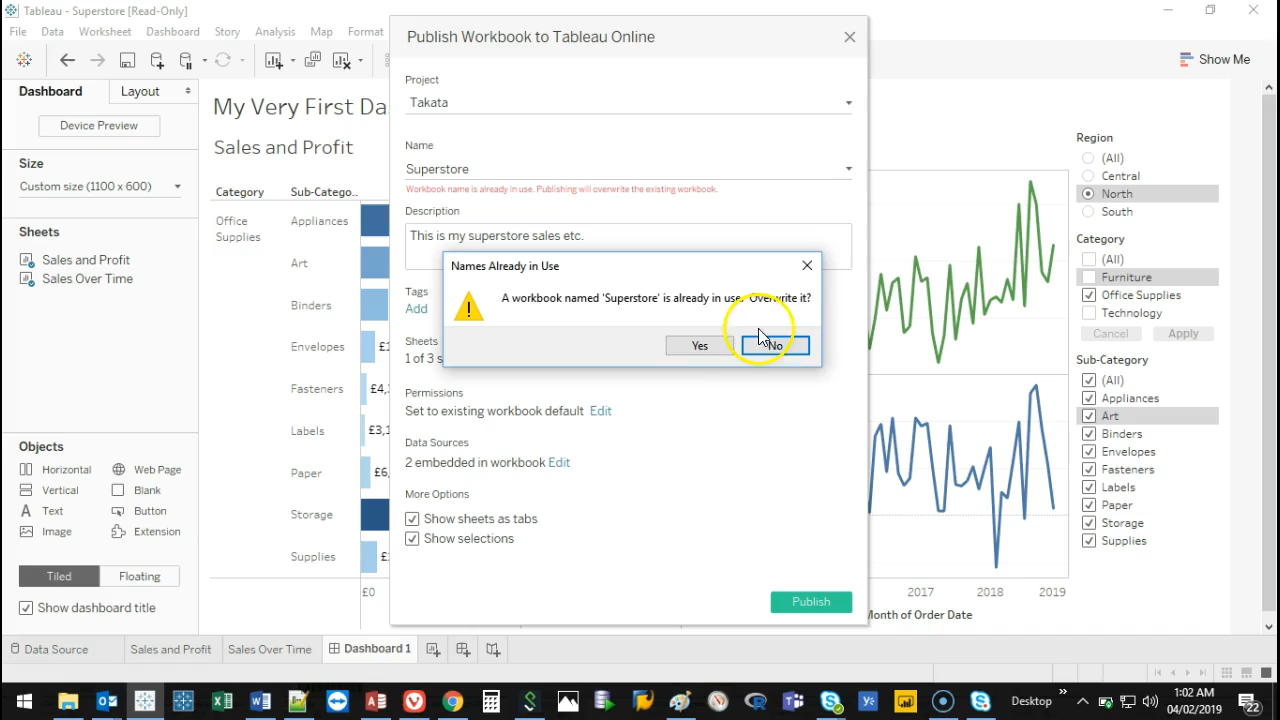 Tableau - Superstore [Read-Only]
File Data Worksheet Dashboard Story Analysis Map Format
Show Me
Dashboard Layout
Device Preview
Size
Custom size (1100 x 600)
Sheets
Sales and Profit
Sales Over Time
Objects
Horizontal Web Page
Vertical Blank
Text Button
Image Extension
Tiled Floating
Show dashboard title
My Very First Da
Sales and Profit
Category Sub-Catego..
Office Supplies
Appliances
Art
Binders
Envelopes
Fasteners
Labels
Paper
Storage
Supplies
£0
Publish Workbook to Tableau Online
Project
Takata
Name
Superstore
Workbook name is already in use. Publishing will overwrite the existing workbook.
Description
This is my superstore sales etc.
Tags
Add
Sheets
1 of 3 s
Permissions
Set to existing workbook default Edit
Data Sources
2 embedded in workbook Edit
More Options
Show sheets as tabs
Show selections
Publish
Names Already in Use
A workbook named 'Superstore' is already in use. Overwrite it?
Yes No
2017 2018 2019
Month of Order Date
Region
(All)
Central
North
South
Category
(All)
Furniture
Office Supplies
Technology
Cancel Apply
Sub-Category
(All)
Appliances
Art
Binders
Envelopes
Fasteners
Labels
Paper
Storage
Supplies
Data Source Sales and Profit Sales Over Time Dashboard 1
Desktop
1:02 AM
04/02/2019
22